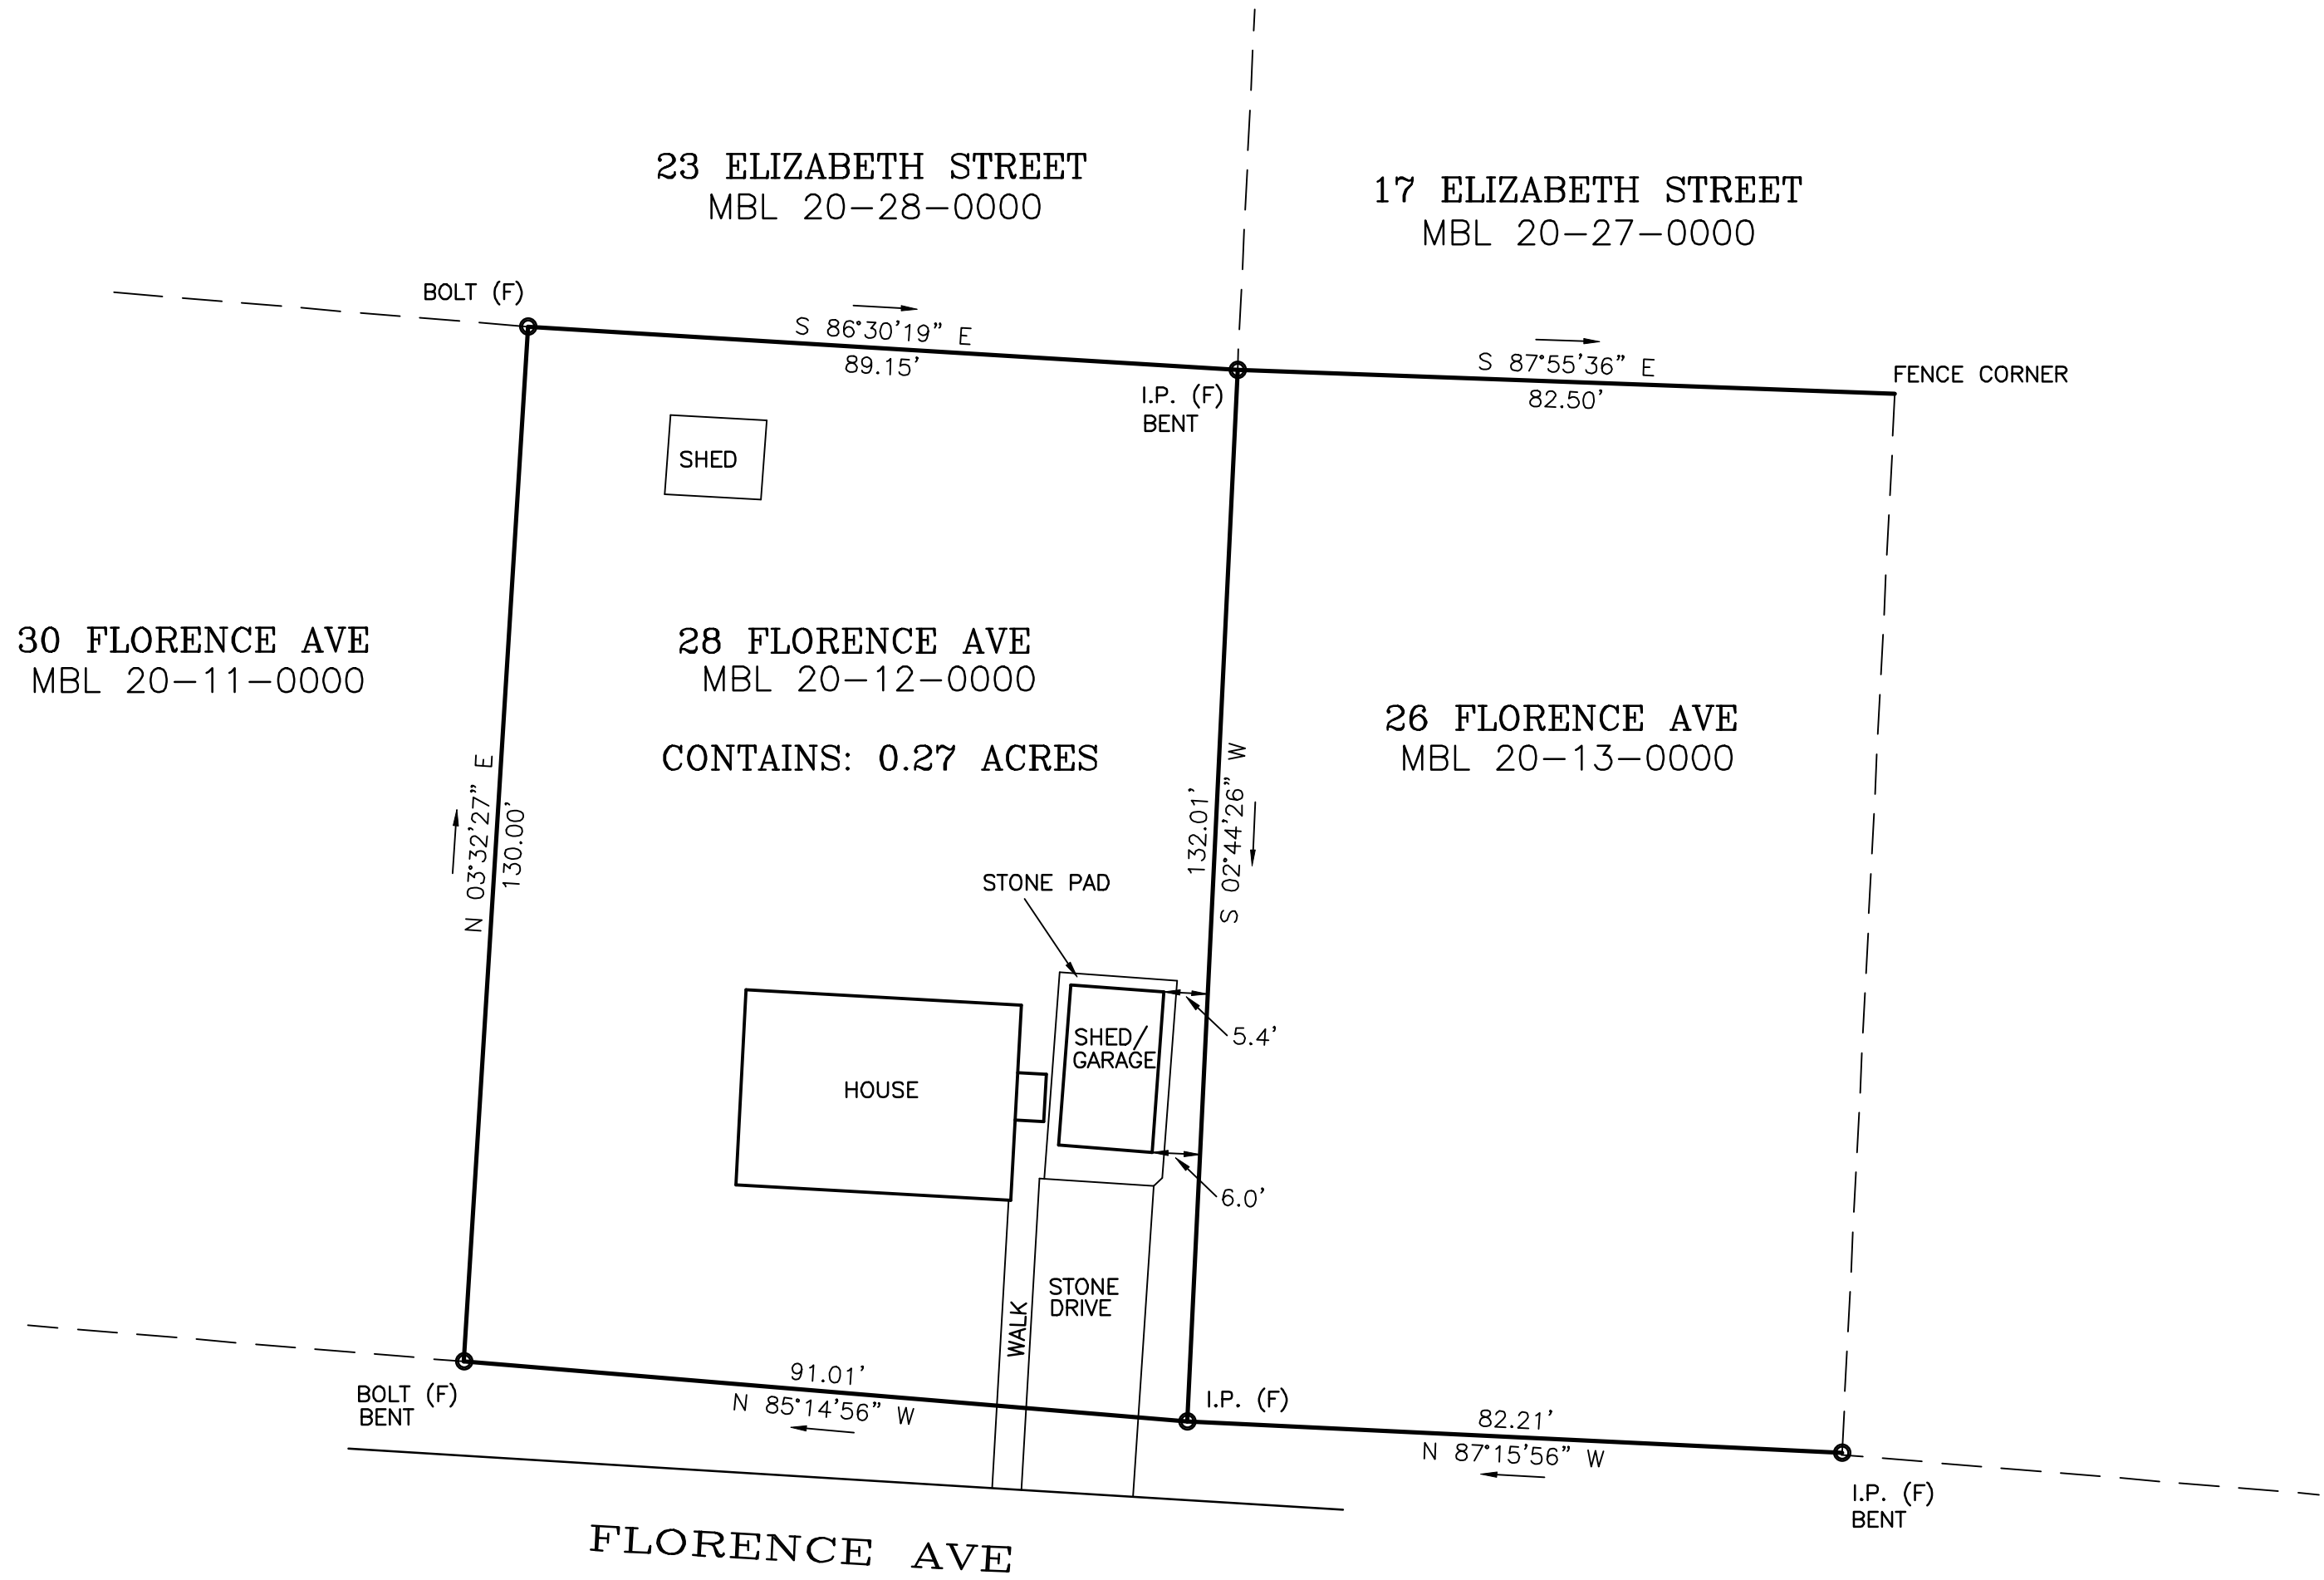 23 ELIZABETH STREET
MBL 20-28-0000
17 ELIZABETH STREET
MBL 20-27-0000
BOLT (F)
S 86°30'19" E
89.15'
S 87°55'36" E
82.50'
FENCE CORNER
I.P. (F)
BENT
SHED
30 FLORENCE AVE
MBL 20-11-0000
28 FLORENCE AVE
MBL 20-12-0000
CONTAINS: 0.27 ACRES
26 FLORENCE AVE
MBL 20-13-0000
N 03°32'27" E
130.00'
132.01'
S 02°44'26" W
STONE PAD
SHED/
GARAGE
5.4'
HOUSE
6.0'
STONE
DRIVE
WALK
91.01'
N 85°14'56" W
BOLT (F)
BENT
I.P. (F)
82.21'
N 87°15'56" W
I.P. (F)
BENT
FLORENCE AVE